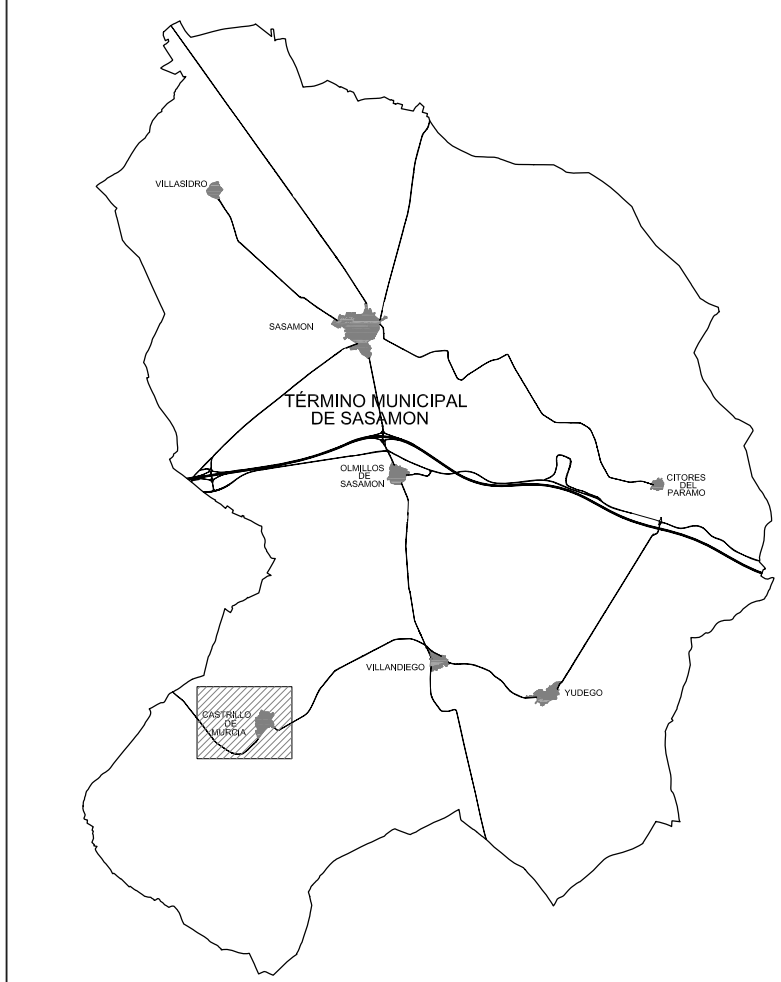 VILLASIDRO
SASAMON
TÉRMINO MUNICIPAL
DE SASAMON
OLMILLOS
DE
SASAMON
CITORES
DEL
PARAMO
VILLANDIEGO
YUDEGO
CASTRILLO
DE
MURCIA